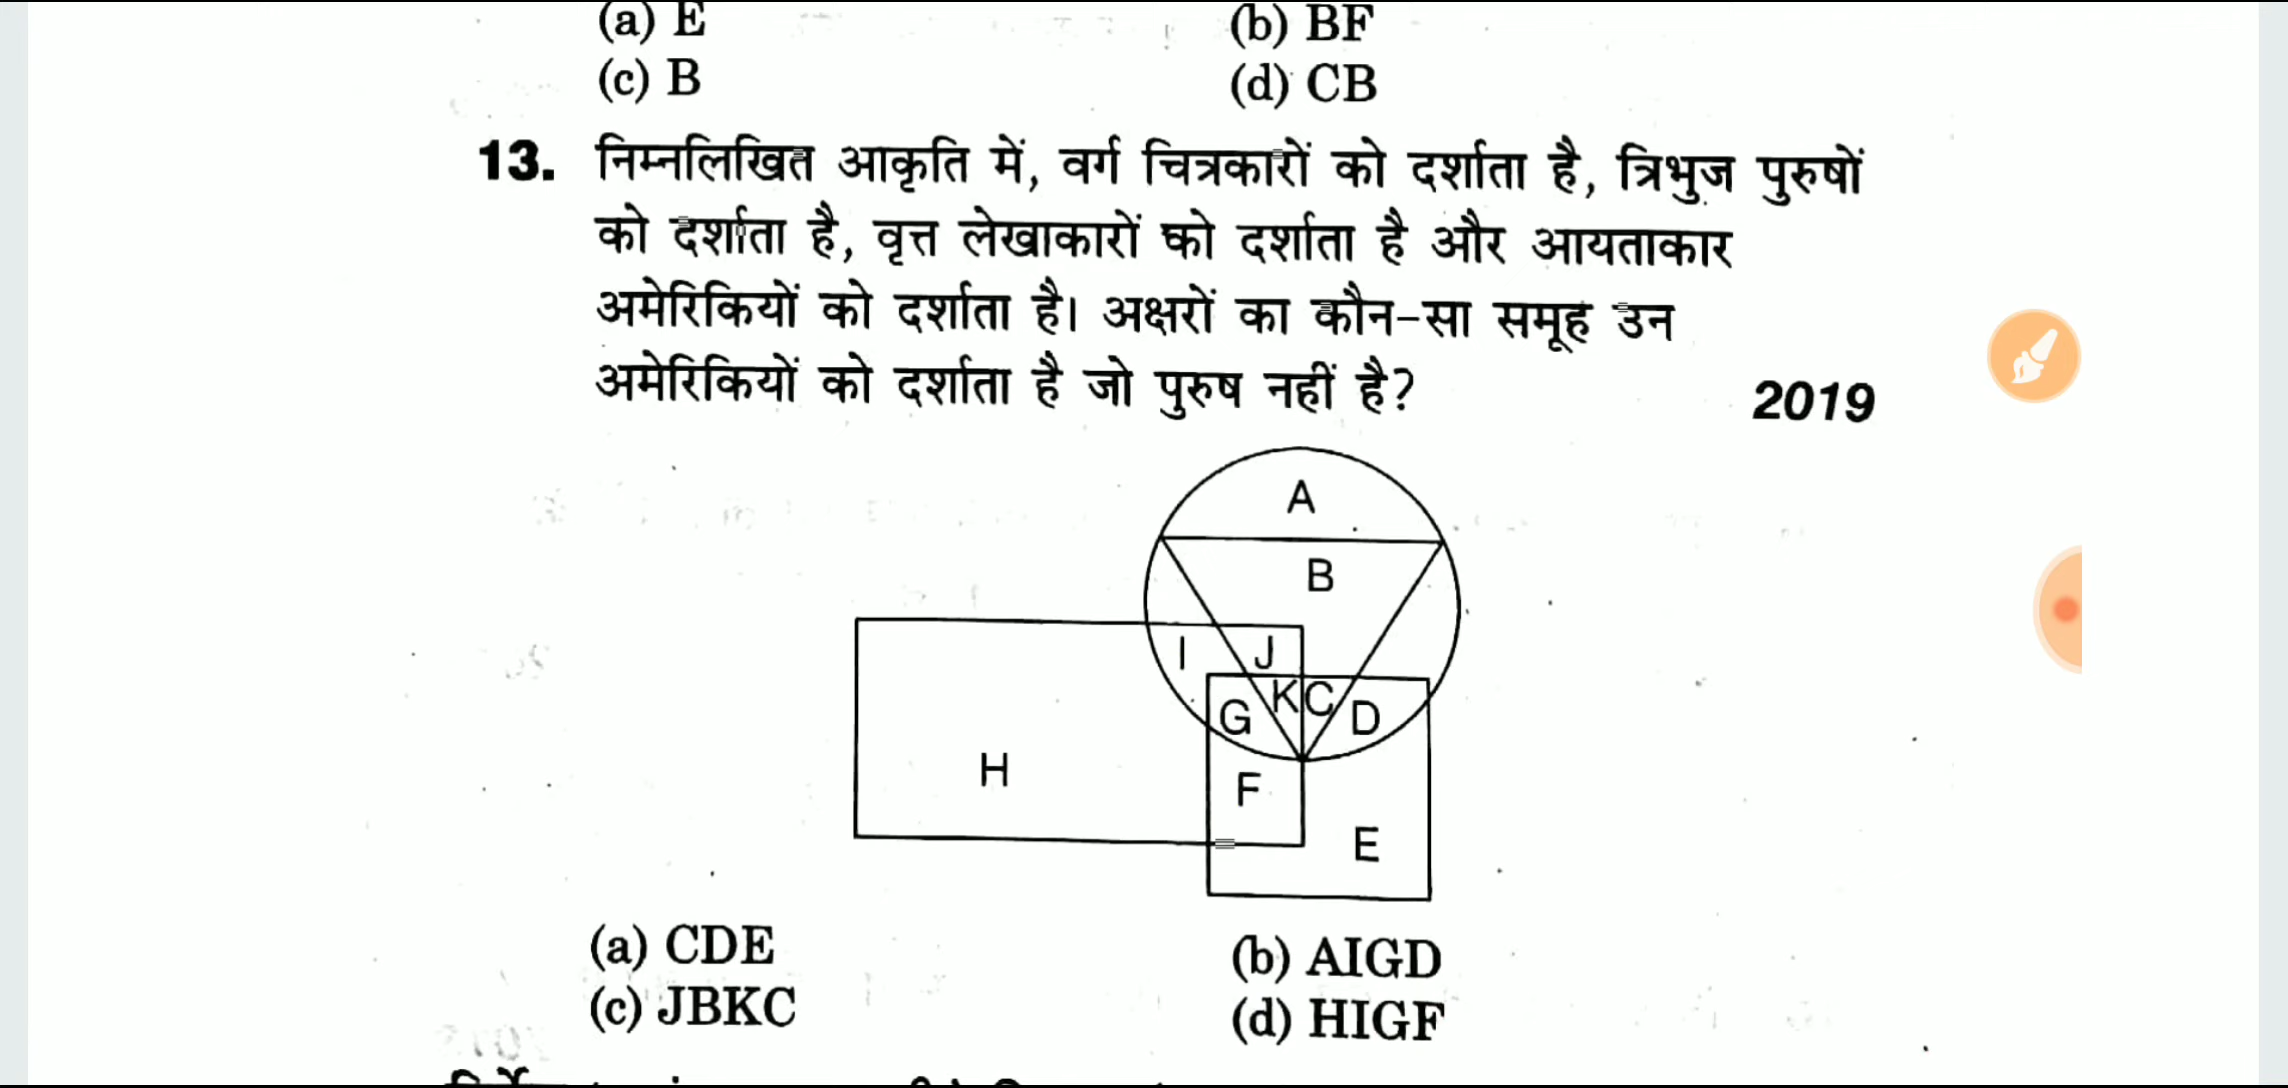 (a) E (b) BF
(c) B (d) CB
13. निम्नलिखित आकृति में, वर्ग चित्रकारों को दर्शाता है, त्रिभुज पुरुषों
को दर्शाता है, वृत्त लेखाकारों को दर्शाता है और आयताकार
अमेरिकियों को दर्शाता है। अक्षरों का कौन-सा समूह उन
अमेरिकियों को दर्शाता है जो पुरुष नहीं है?
2019
A
B
I J
K C
G D
H
F
E
(a) CDE (b) AIGD
(c) JBKC (d) HIGF